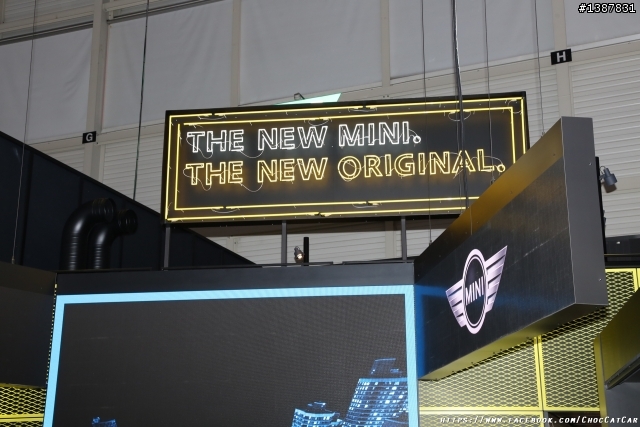 #1387831
H
G
THE NEW MINI.
THE NEW ORIGINAL.
MINI
https://www.facebook.com/ChocCatCar